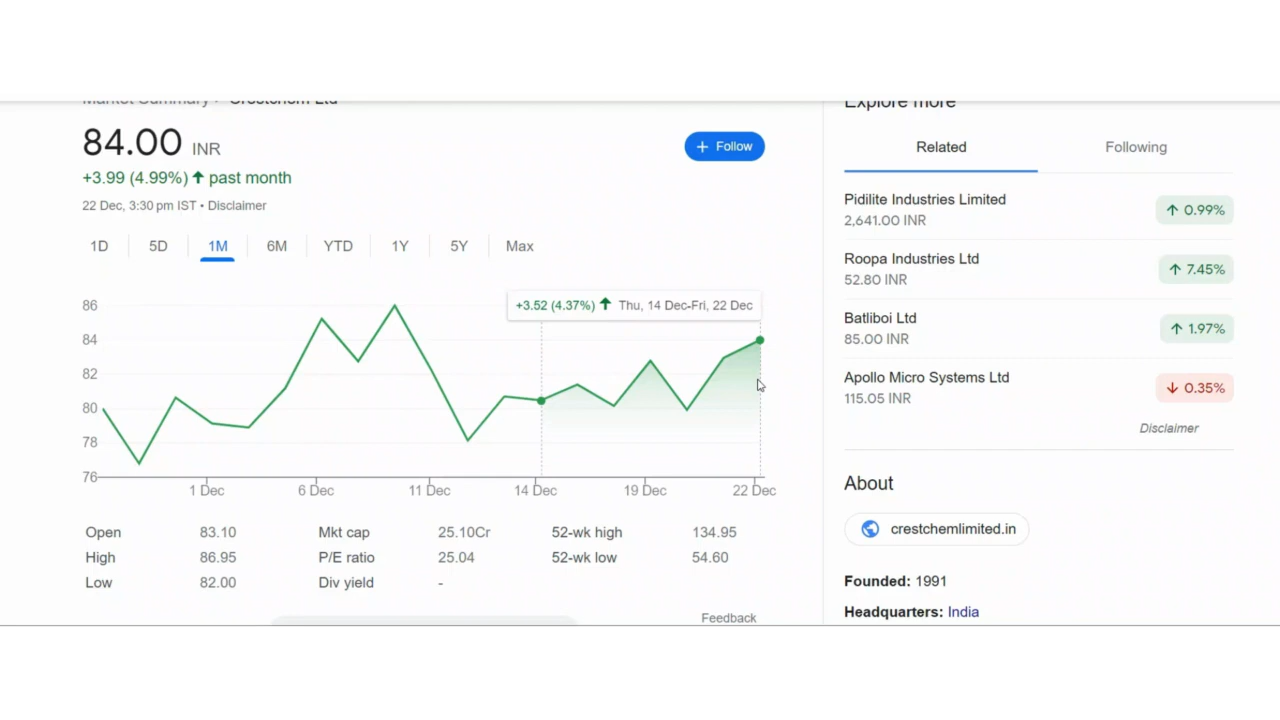 Market Summary > Crestchem Ltd
84.00 INR
+ Follow
+3.99 (4.99%) ↑ past month
22 Dec, 3:30 pm IST • Disclaimer
1D 5D 1M 6M YTD 1Y 5Y Max
+3.52 (4.37%) ↑ Thu, 14 Dec-Fri, 22 Dec
86
84
82
80
78
76
1 Dec 6 Dec 11 Dec 14 Dec 19 Dec 22 Dec
Open 83.10 Mkt cap 25.10Cr 52-wk high 134.95
High 86.95 P/E ratio 25.04 52-wk low 54.60
Low 82.00 Div yield -
Feedback
Explore more
Related Following
Pidilite Industries Limited
2,641.00 INR
↑ 0.99%
Roopa Industries Ltd
52.80 INR
↑ 7.45%
Batliboi Ltd
85.00 INR
↑ 1.97%
Apollo Micro Systems Ltd
115.05 INR
↓ 0.35%
Disclaimer
About
crestchemlimited.in
Founded: 1991
Headquarters: India